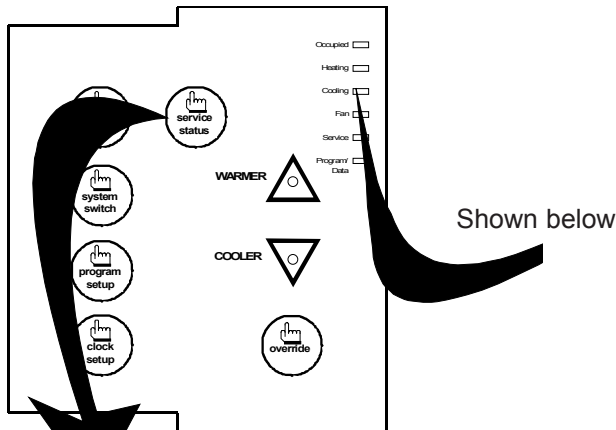 Occupied
Heating
Cooling
Fan
Service
Program/
Data
service
status
WARMER
system
switch
Shown below
COOLER
program
setup
clock
setup
override